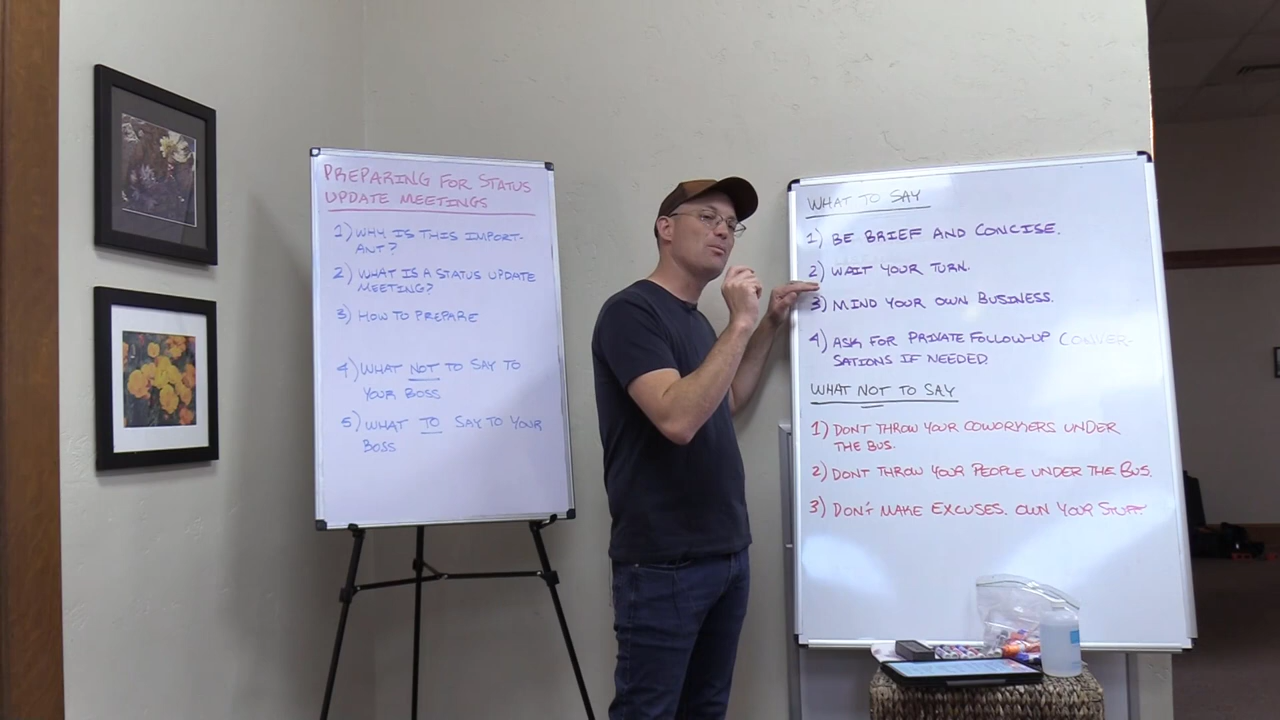 PREPARING FOR STATUS
UPDATE MEETINGS
1) WHY IS THIS IMPORT-
ANT?
2) WHAT IS A STATUS UPDATE
MEETING?
3) HOW TO PREPARE
4) WHAT NOT TO SAY TO
YOUR BOSS
5) WHAT TO SAY TO YOUR
BOSS
WHAT TO SAY
1) BE BRIEF AND CONCISE.
2) WAIT YOUR TURN.
3) MIND YOUR OWN BUSINESS.
4) ASK FOR PRIVATE FOLLOW-UP CONVER-
SATIONS IF NEEDED.
WHAT NOT TO SAY
1) DONT THROW YOUR COWORKERS UNDER
THE BUS.
2) DONT THROW YOUR PEOPLE UNDER THE BUS.
3) DON'T MAKE EXCUSES. OWN YOUR STUFF.